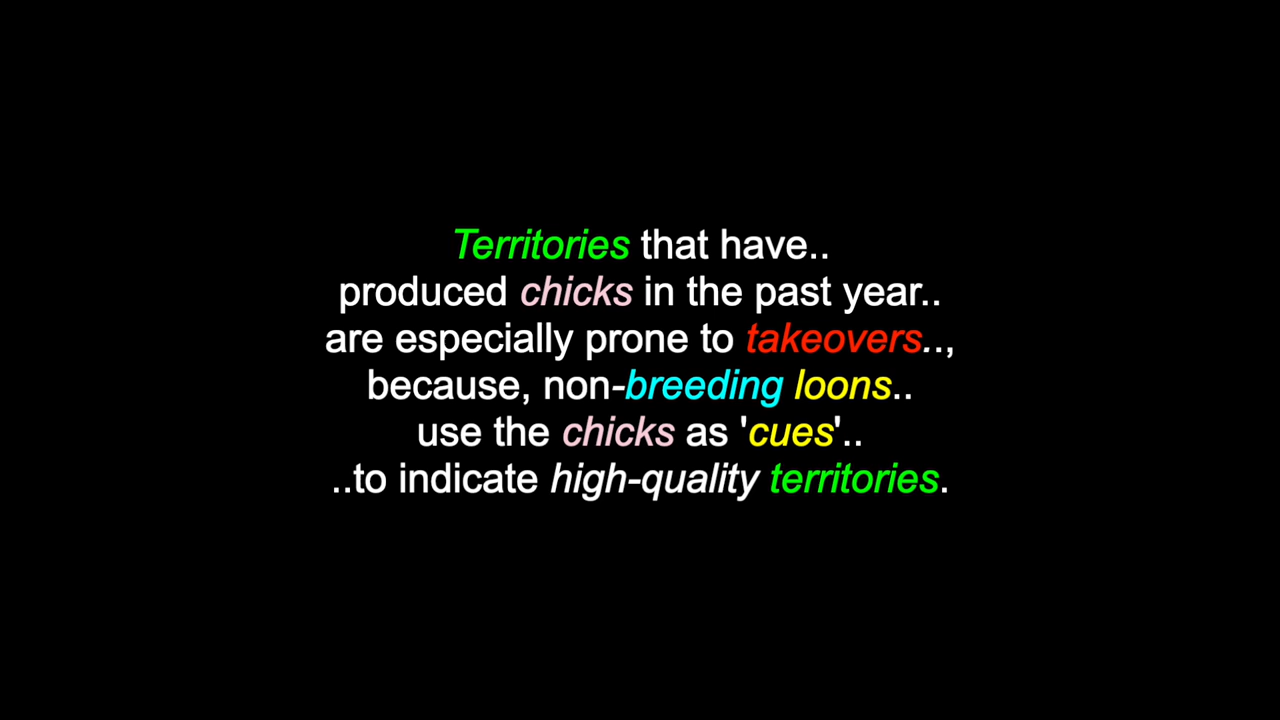 Territories that have..
produced chicks in the past year..
are especially prone to takeovers..,
because, non-breeding loons..
use the chicks as 'cues'..
..to indicate high-quality territories.